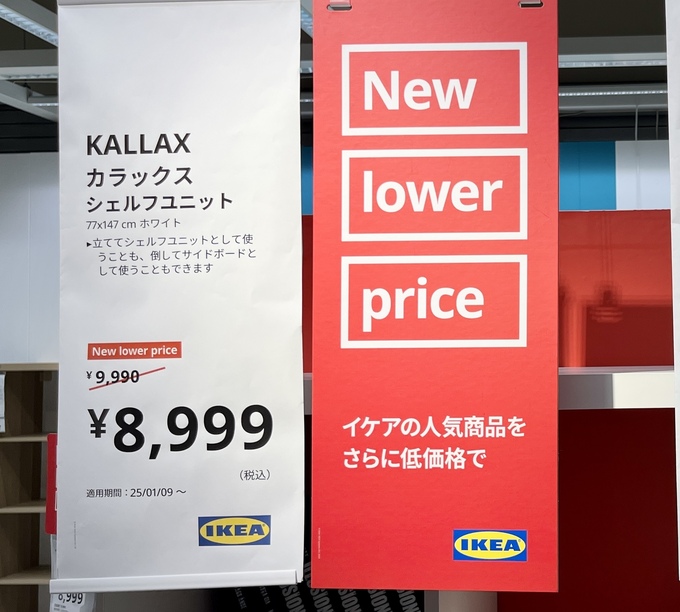 KALLAX
カラックス
シェルフユニット
77x147 cm ホワイト
▸立ててシェルフユニットとして使
うことも、倒してサイドボードと
して使うこともできます
New lower price
¥9,990
¥8,999
（税込）
適用期間：25/01/09 ～
IKEA
New
lower
price
イケアの人気商品を
さらに低価格で
IKEA
8,999